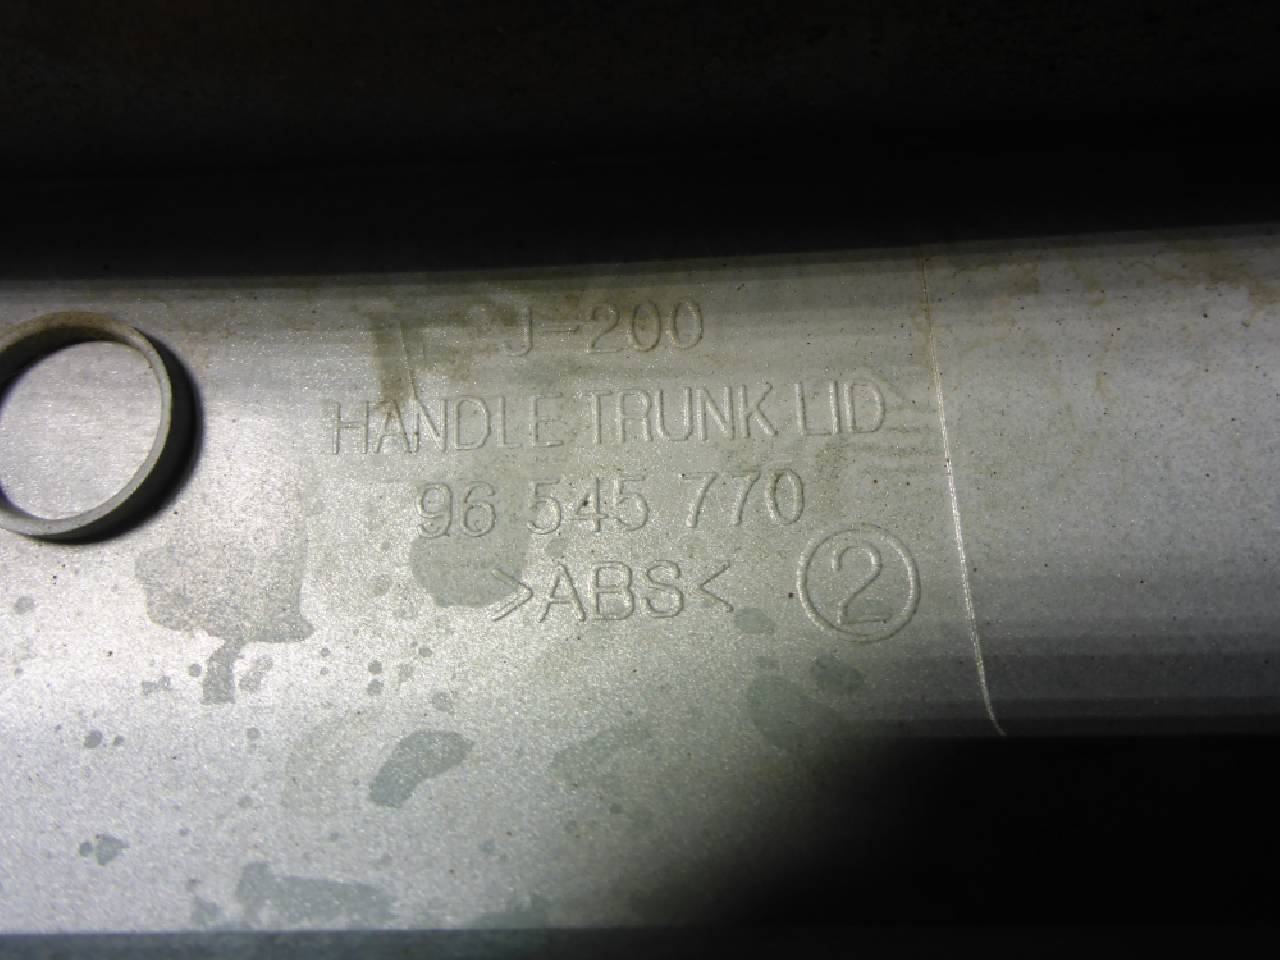 J-200
HANDLE TRUNK LID
96 545 770
>ABS<
2